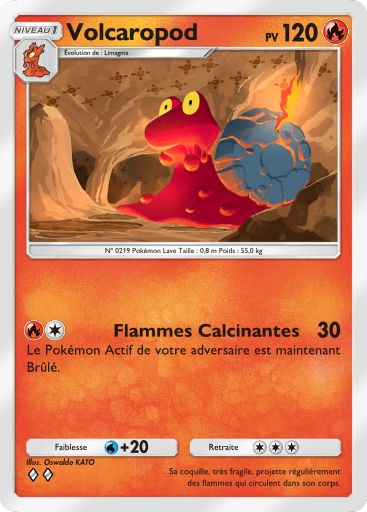 NIVEAU 1 Volcaropod PV 120
Évolution de : Limagma
N° 0219 Pokémon Lave Taille : 0,8 m Poids : 55,0 kg
Flammes Calcinantes 30
Le Pokémon Actif de votre adversaire est maintenant
Brûlé.
Faiblesse +20 Retraite
Illus. Oswaldo KATO
Sa coquille, très fragile, projette régulièrement
des flammes qui circulent dans son corps.